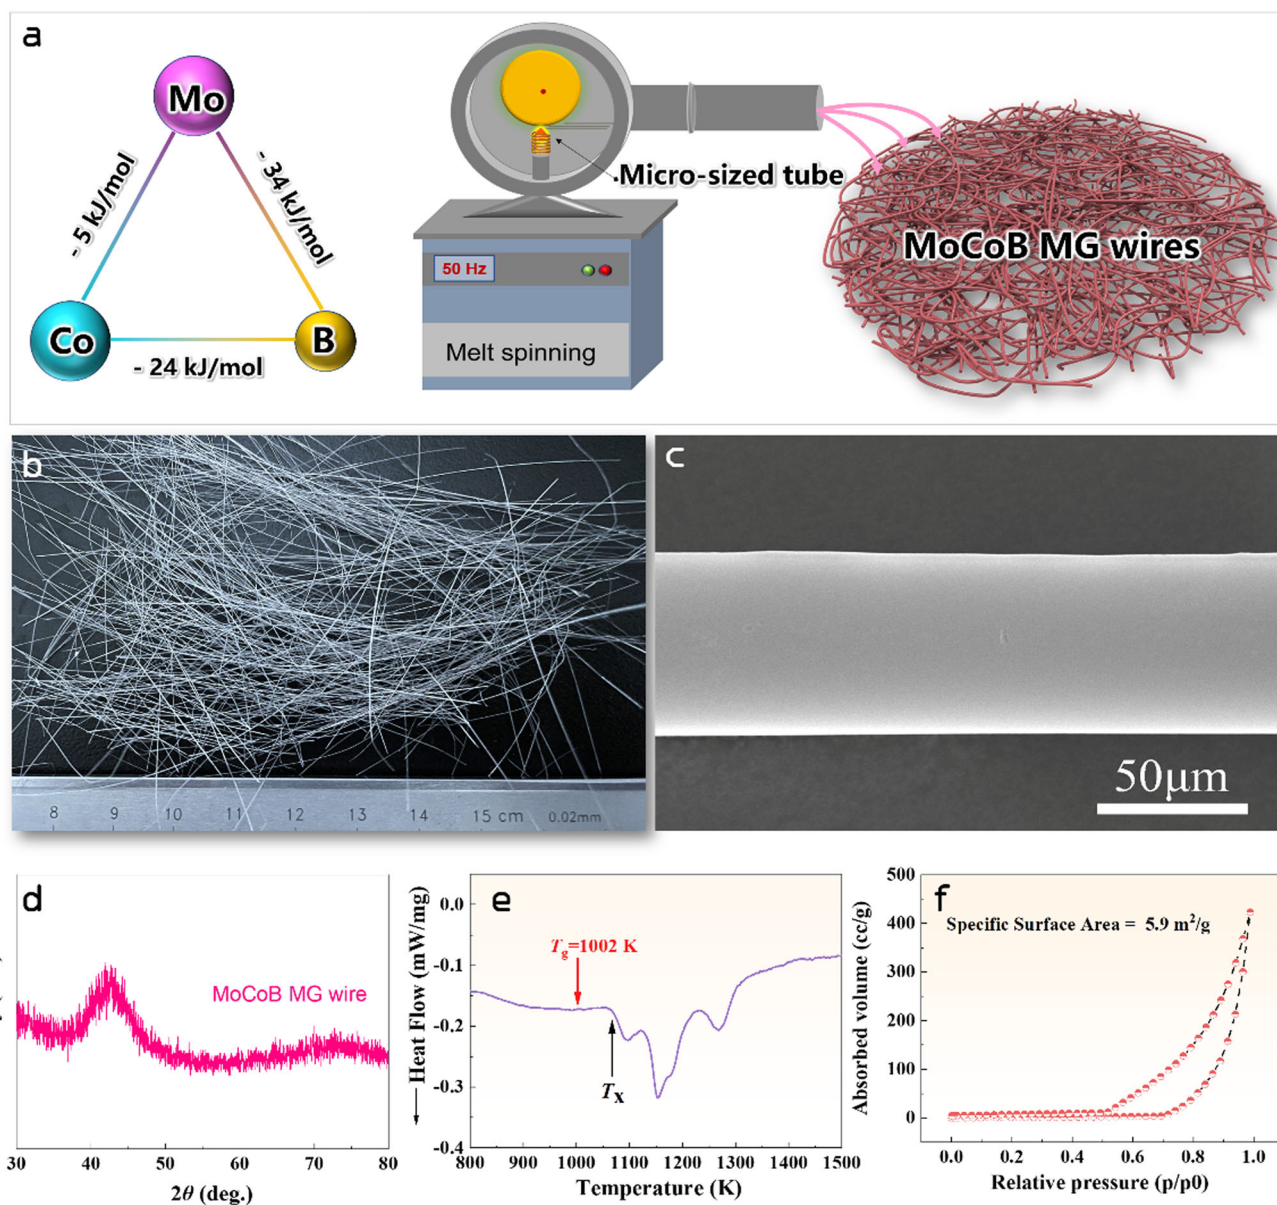 a
Mo
- 5 kJ/mol
- 34 kJ/mol
Co
B
- 24 kJ/mol
Micro-sized tube
50 Hz
Melt spinning
MoCoB MG wires
b
8 9 10 11 12 13 14 15 cm 0.02mm
c
50μm
d
MoCoB MG wire
30 40 50 60 70 80
2θ (deg.)
e
Heat Flow (mW/mg)
0.0
-0.1
-0.2
-0.3
-0.4
Tg=1002 K
Tx
800 900 1000 1100 1200 1300 1400 1500
Temperature (K)
f
Absorbed volume (cc/g)
500
400
300
200
100
0
Specific Surface Area = 5.9 m²/g
0.0 0.2 0.4 0.6 0.8 1.0
Relative pressure (p/p0)